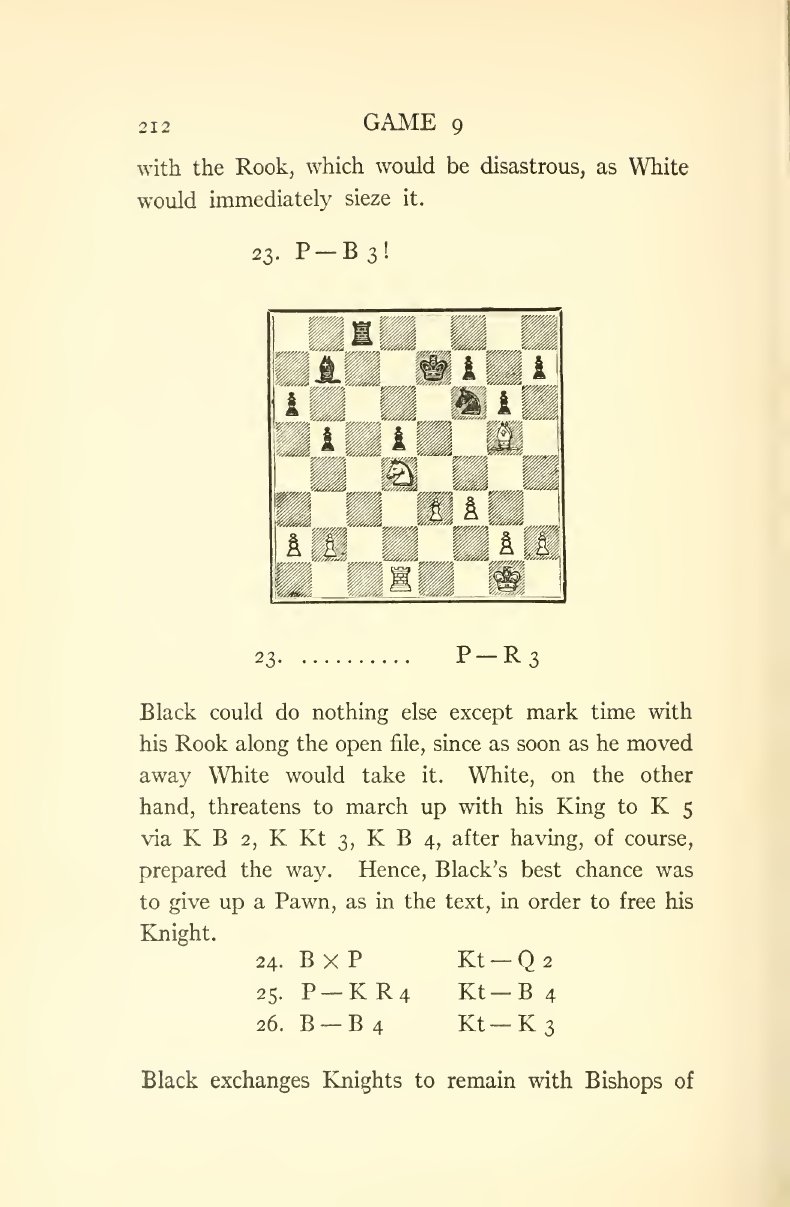 212 GAME 9
with the Rook, which would be disastrous, as White
would immediately sieze it.
23. P—B 3!
23. .......... P—R 3
Black could do nothing else except mark time with
his Rook along the open file, since as soon as he moved
away White would take it. White, on the other
hand, threatens to march up with his King to K 5
via K B 2, K Kt 3, K B 4, after having, of course,
prepared the way. Hence, Black's best chance was
to give up a Pawn, as in the text, in order to free his
Knight.
24. B × P Kt—Q 2
25. P—K R 4 Kt—B 4
26. B—B 4 Kt—K 3
Black exchanges Knights to remain with Bishops of